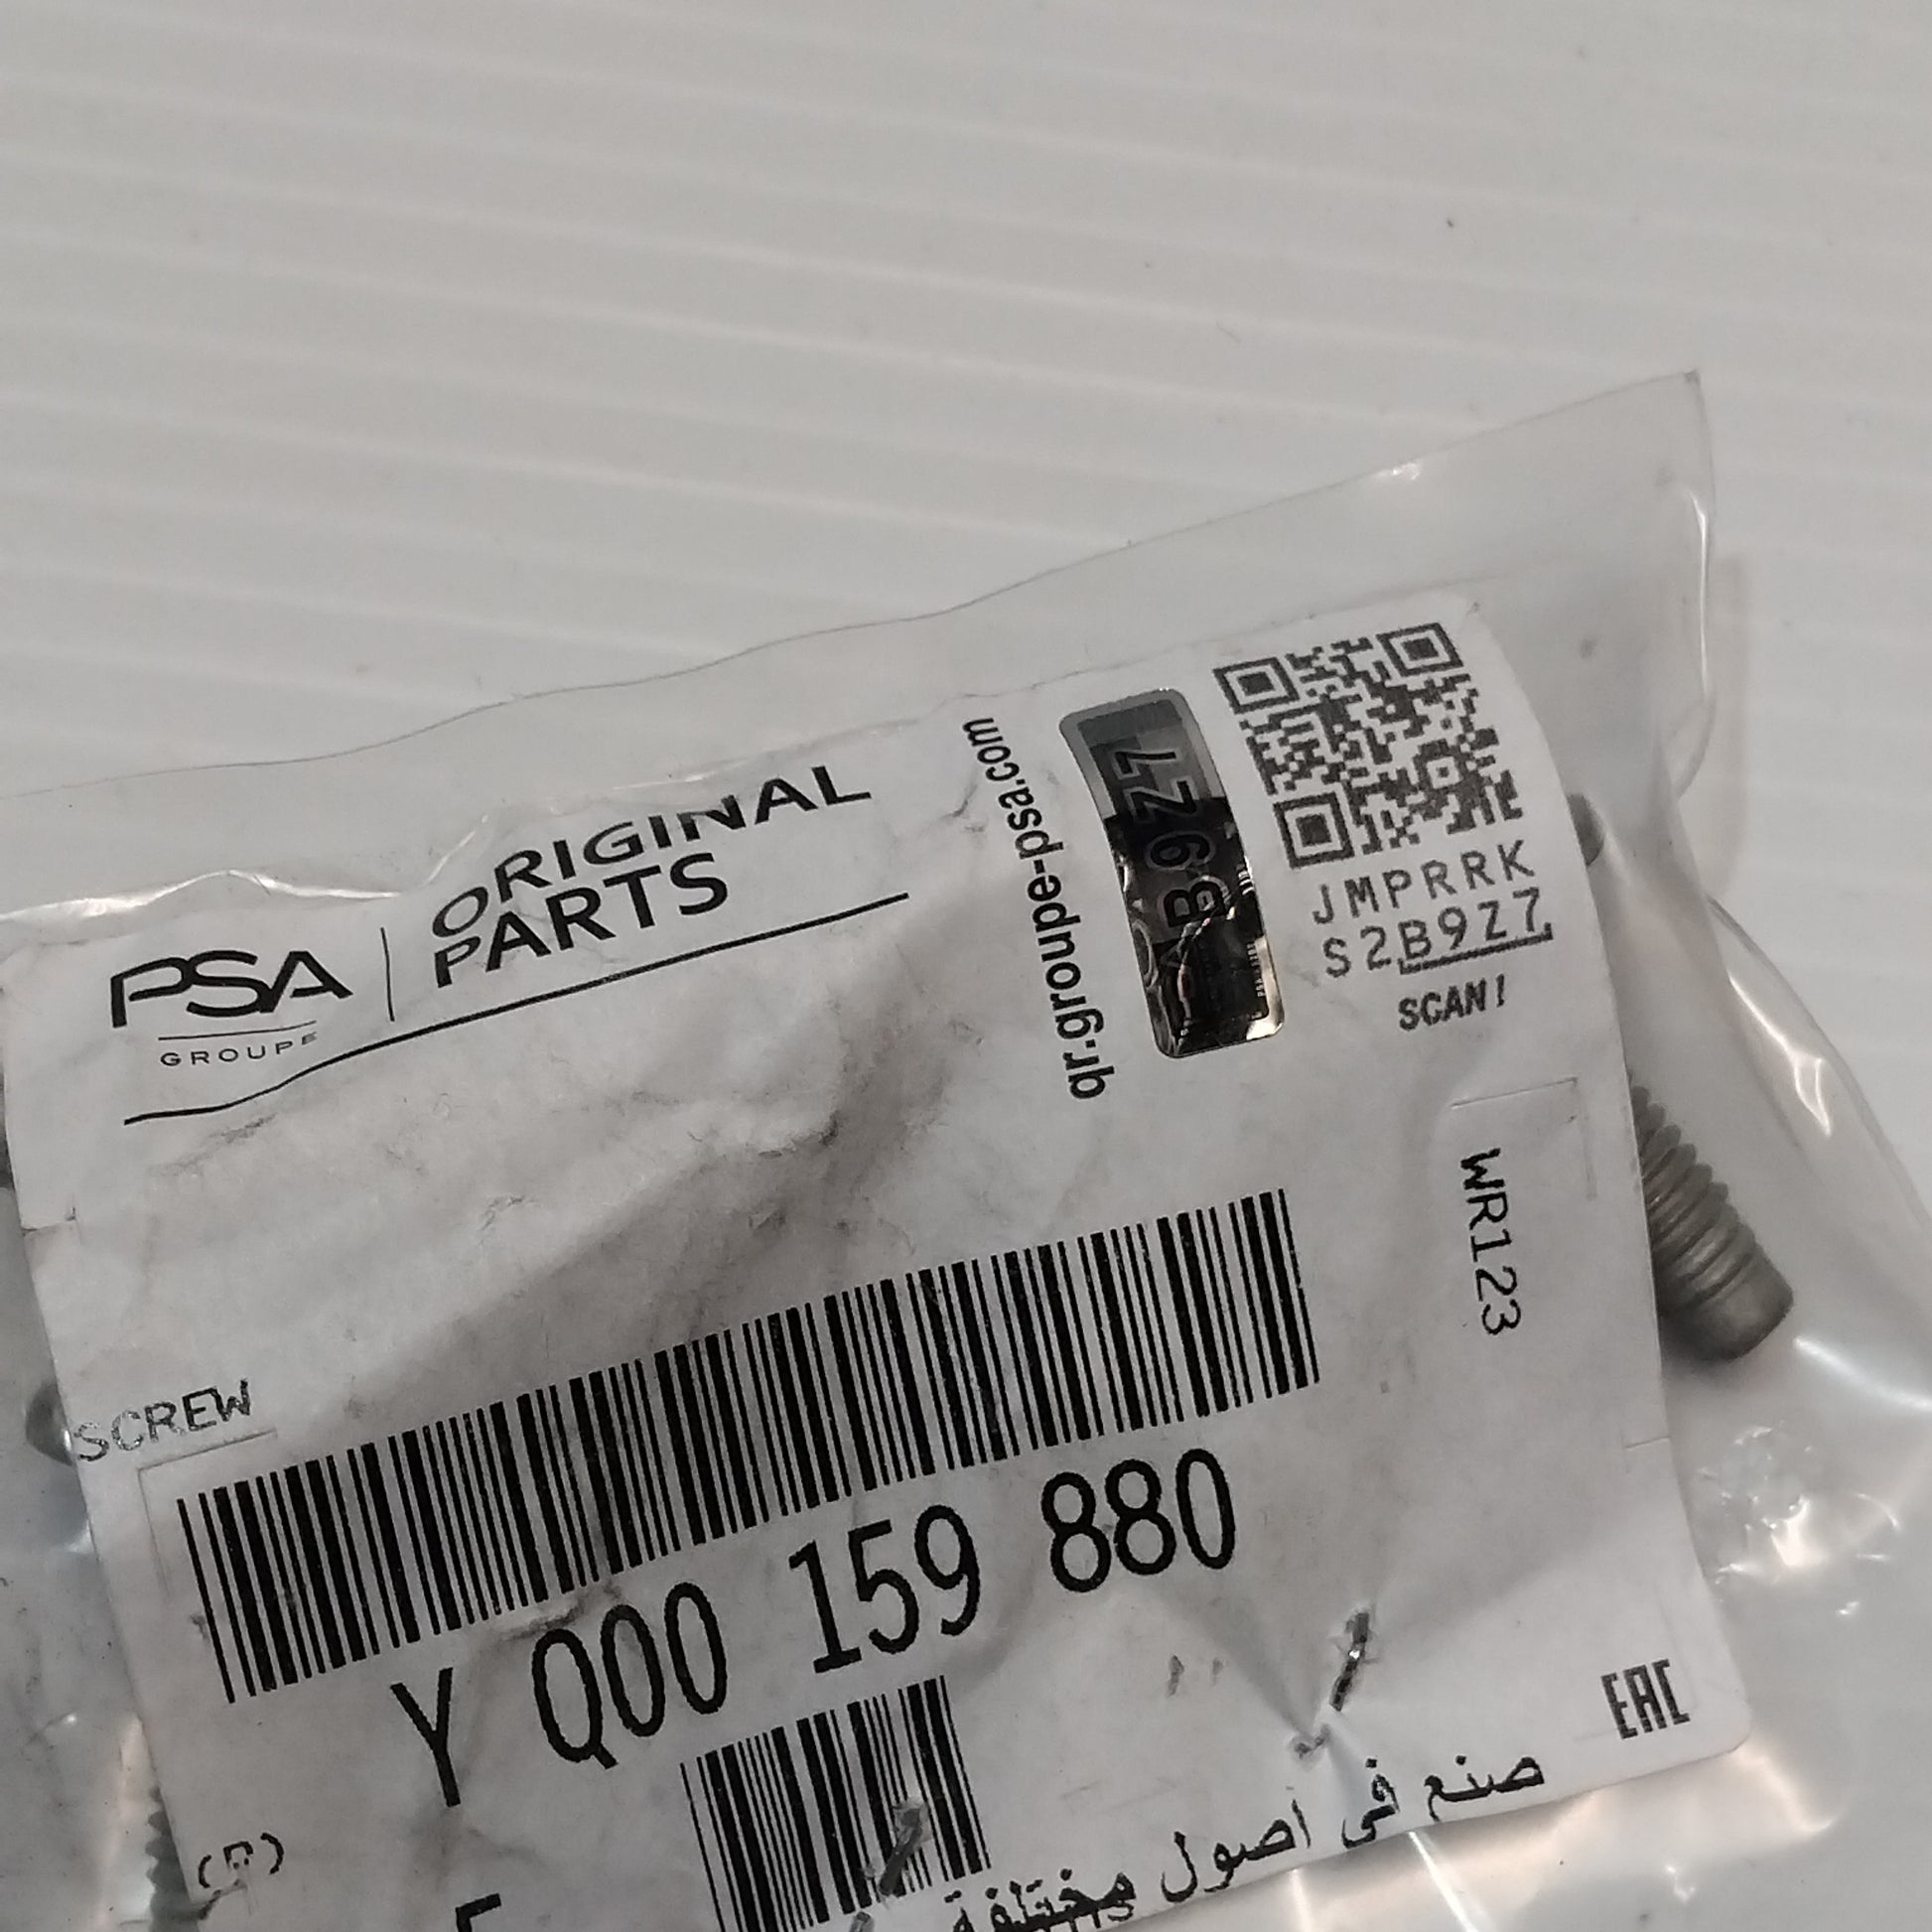 PSA
GROUPE
ORIGINAL
PARTS
qr.groupe-psa.com
B9Z7
JMPRRK
S2B9Z7
SCAN!
WR123
SCREW
Y Q00 159 880
EAC
صنع في اصول مختلفة